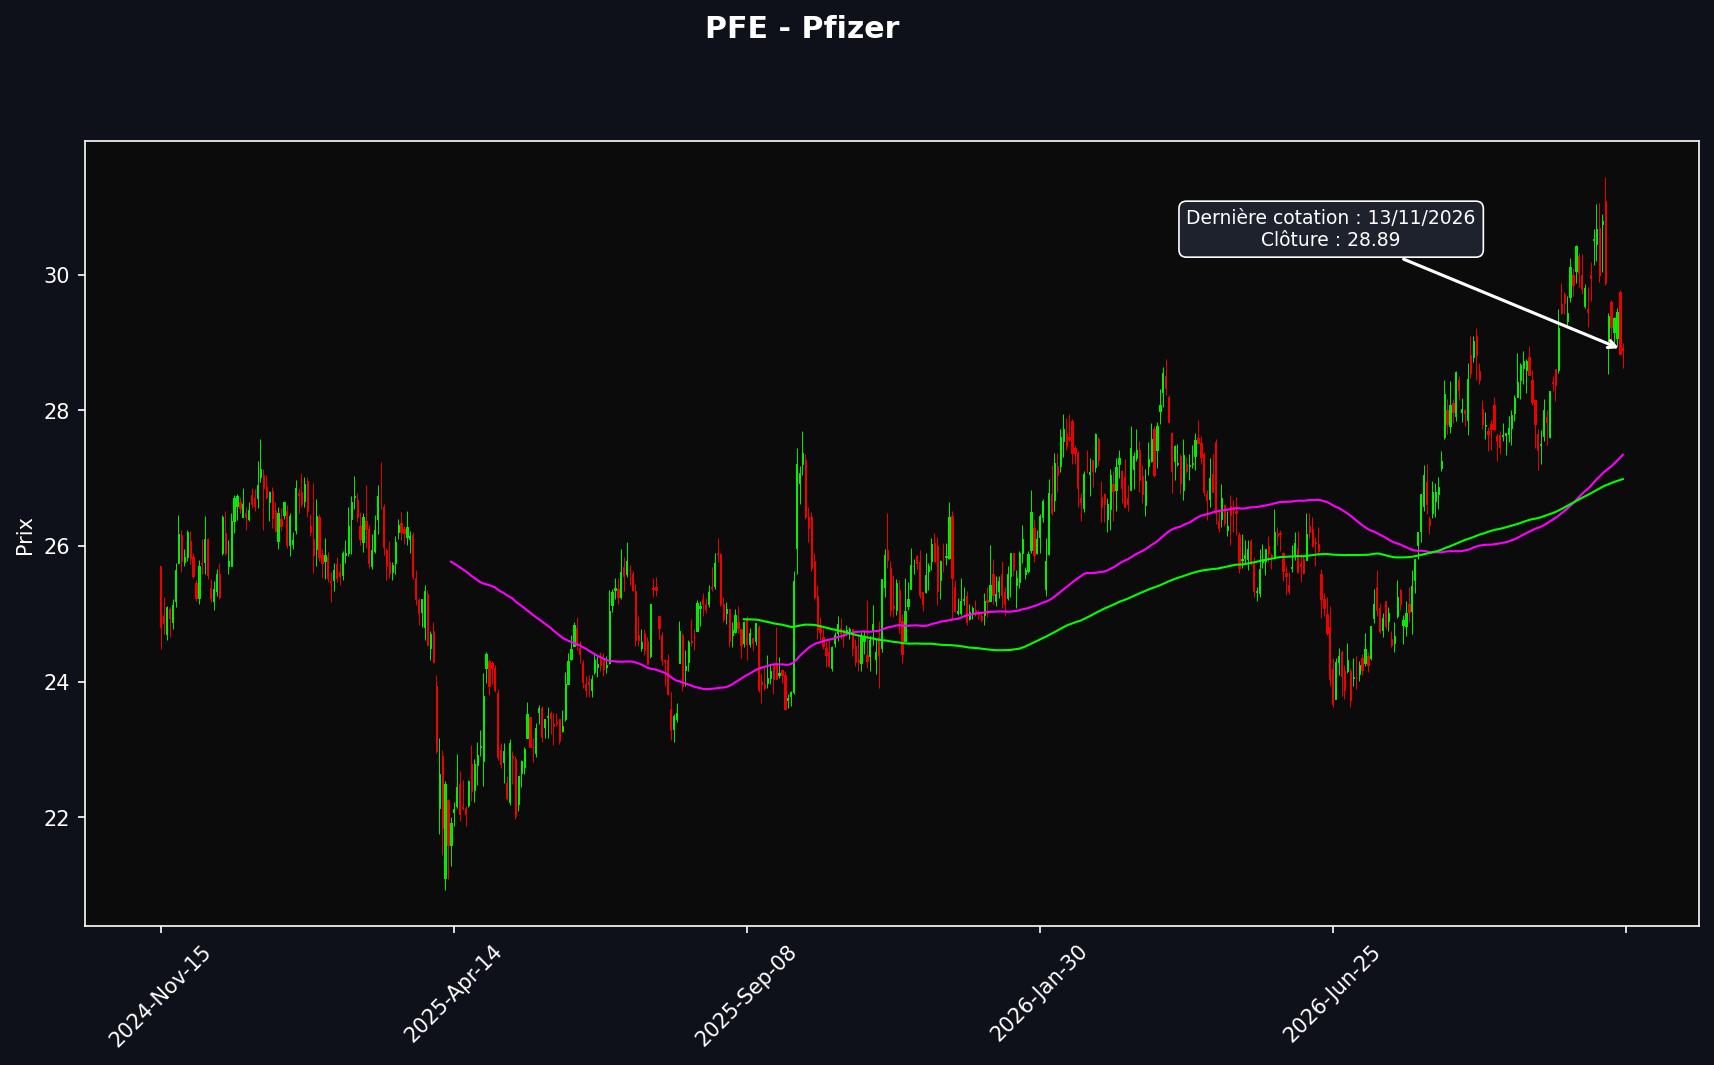 PFE - Pfizer
Dernière cotation : 13/11/2026
Clôture : 28.89
Prix
30
28
26
24
22
2024-Nov-15
2025-Apr-14
2025-Sep-08
2026-Jan-30
2026-Jun-25